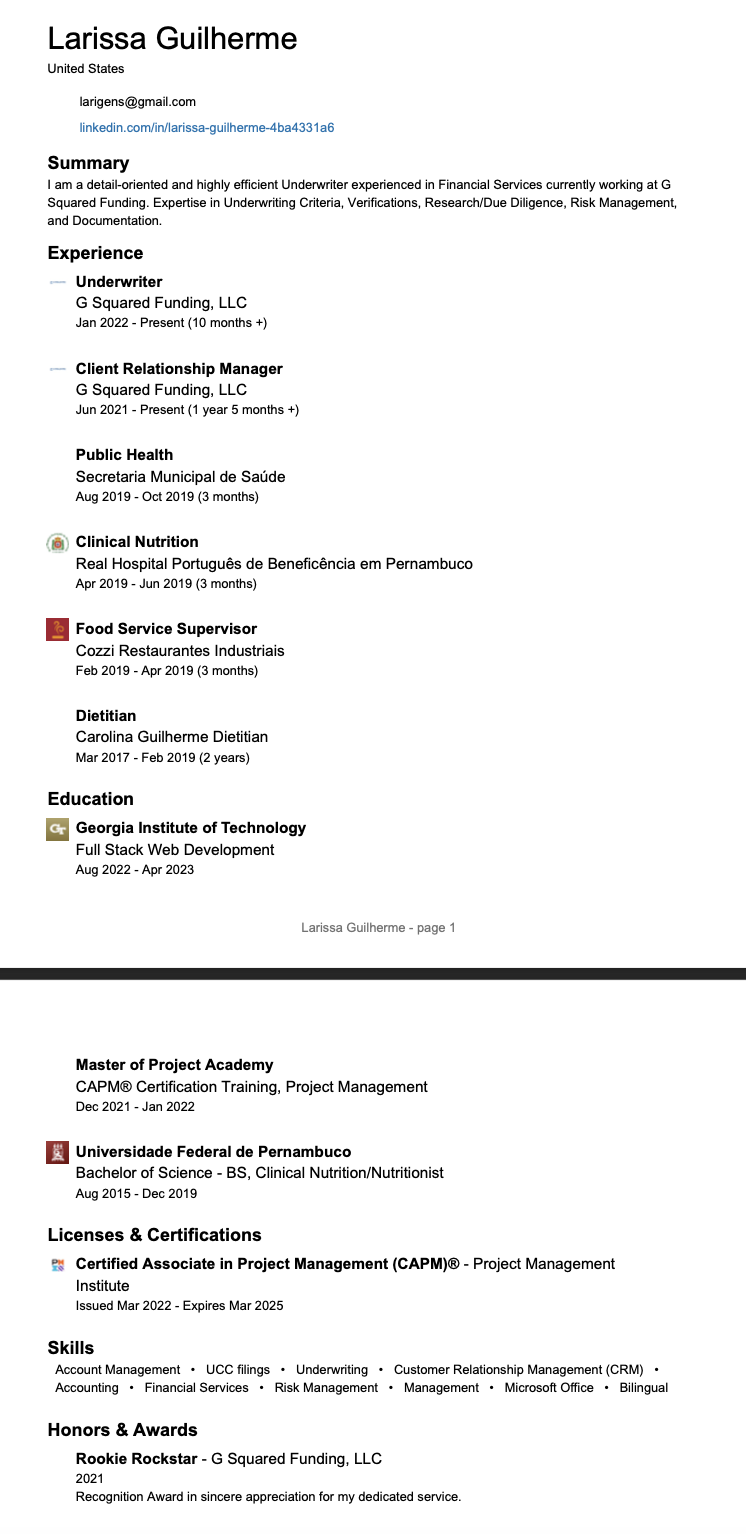 Larissa Guilherme
United States
larigens@gmail.com
linkedin.com/in/larissa-guilherme-4ba4331a6
Summary
I am a detail-oriented and highly efficient Underwriter experienced in Financial Services currently working at G
Squared Funding. Expertise in Underwriting Criteria, Verifications, Research/Due Diligence, Risk Management,
and Documentation.
Experience
Underwriter
G Squared Funding, LLC
Jan 2022 - Present (10 months +)
Client Relationship Manager
G Squared Funding, LLC
Jun 2021 - Present (1 year 5 months +)
Public Health
Secretaria Municipal de Saúde
Aug 2019 - Oct 2019 (3 months)
Clinical Nutrition
Real Hospital Português de Beneficência em Pernambuco
Apr 2019 - Jun 2019 (3 months)
Food Service Supervisor
Cozzi Restaurantes Industriais
Feb 2019 - Apr 2019 (3 months)
Dietitian
Carolina Guilherme Dietitian
Mar 2017 - Feb 2019 (2 years)
Education
GT
Georgia Institute of Technology
Full Stack Web Development
Aug 2022 - Apr 2023
Larissa Guilherme - page 1
Master of Project Academy
CAPM® Certification Training, Project Management
Dec 2021 - Jan 2022
Universidade Federal de Pernambuco
Bachelor of Science - BS, Clinical Nutrition/Nutritionist
Aug 2015 - Dec 2019
Licenses & Certifications
Certified Associate in Project Management (CAPM)® - Project Management
Institute
Issued Mar 2022 - Expires Mar 2025
Skills
Account Management • UCC filings • Underwriting • Customer Relationship Management (CRM) •
Accounting • Financial Services • Risk Management • Management • Microsoft Office • Bilingual
Honors & Awards
Rookie Rockstar - G Squared Funding, LLC
2021
Recognition Award in sincere appreciation for my dedicated service.